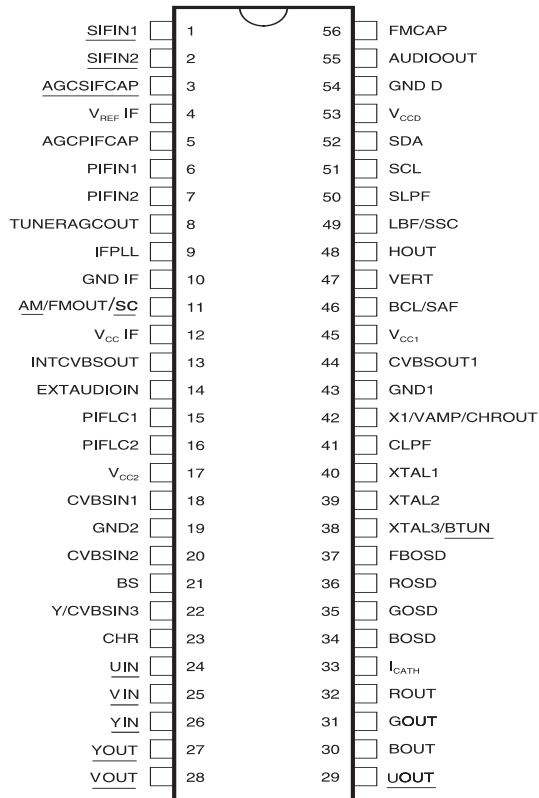 SIFIN1 1 56 FMCAP
SIFIN2 2 55 AUDIOOUT
AGCSIFCAP 3 54 GND D
VREF IF 4 53 VCCD
AGCPIFCAP 5 52 SDA
PIFIN1 6 51 SCL
PIFIN2 7 50 SLPF
TUNERAGCOUT 8 49 LBF/SSC
IFPLL 9 48 HOUT
GND IF 10 47 VERT
AM/FMOUT/SC 11 46 BCL/SAF
VCC IF 12 45 VCC1
INTCVBSOUT 13 44 CVBSOUT1
EXTAUDIOIN 14 43 GND1
PIFLC1 15 42 X1/VAMP/CHROUT
PIFLC2 16 41 CLPF
VCC2 17 40 XTAL1
CVBSIN1 18 39 XTAL2
GND2 19 38 XTAL3/BTUN
CVBSIN2 20 37 FBOSD
BS 21 36 ROSD
Y/CVBSIN3 22 35 GOSD
CHR 23 34 BOSD
UIN 24 33 ICATH
VIN 25 32 ROUT
YIN 26 31 GOUT
YOUT 27 30 BOUT
VOUT 28 29 UOUT